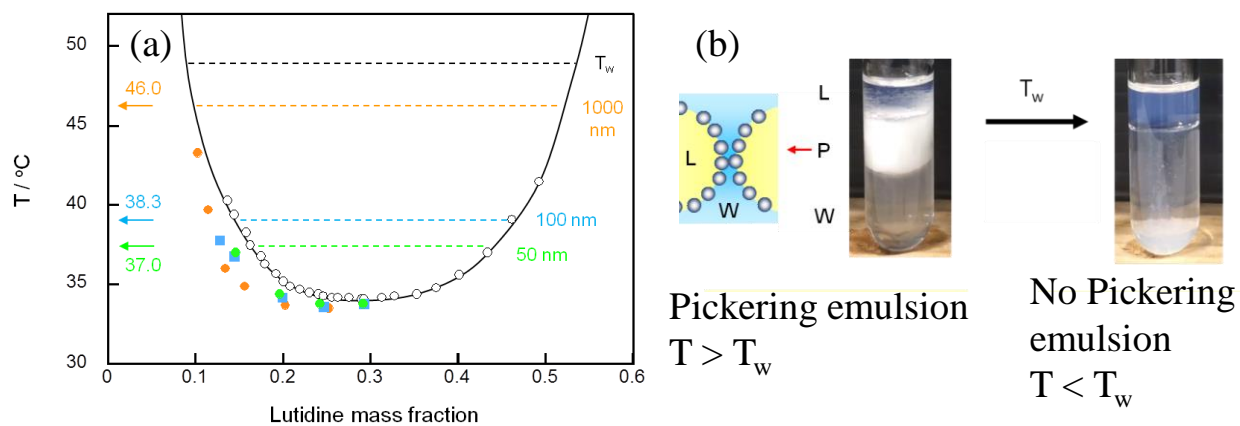 (a)
50
45
40
35
30
T / °C
46.0
38.3
37.0
T_w
1000
nm
100 nm
50 nm
0
0.1
0.2
0.3
0.4
0.5
0.6
Lutidine mass fraction
(b)
L
P
W
L
W
T_w
Pickering emulsion
T > T_w
No Pickering
emulsion
T < T_w